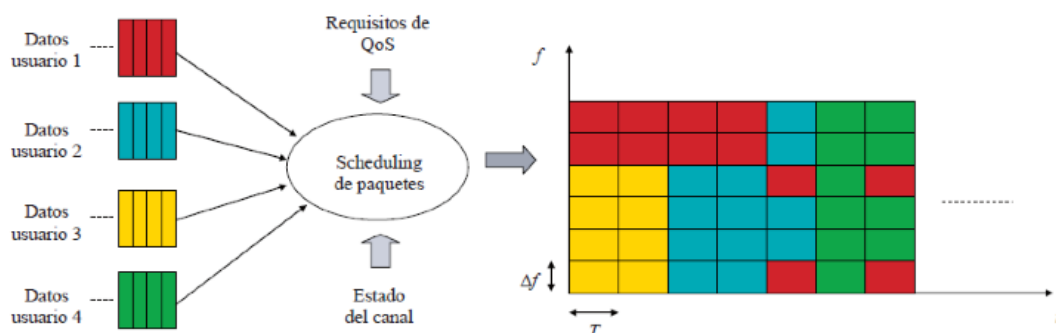 Datos
usuario 1
Datos
usuario 2
Datos
usuario 3
Datos
usuario 4
Requisitos de
QoS
Scheduling
de paquetes
Estado
del canal
f
Δf
T